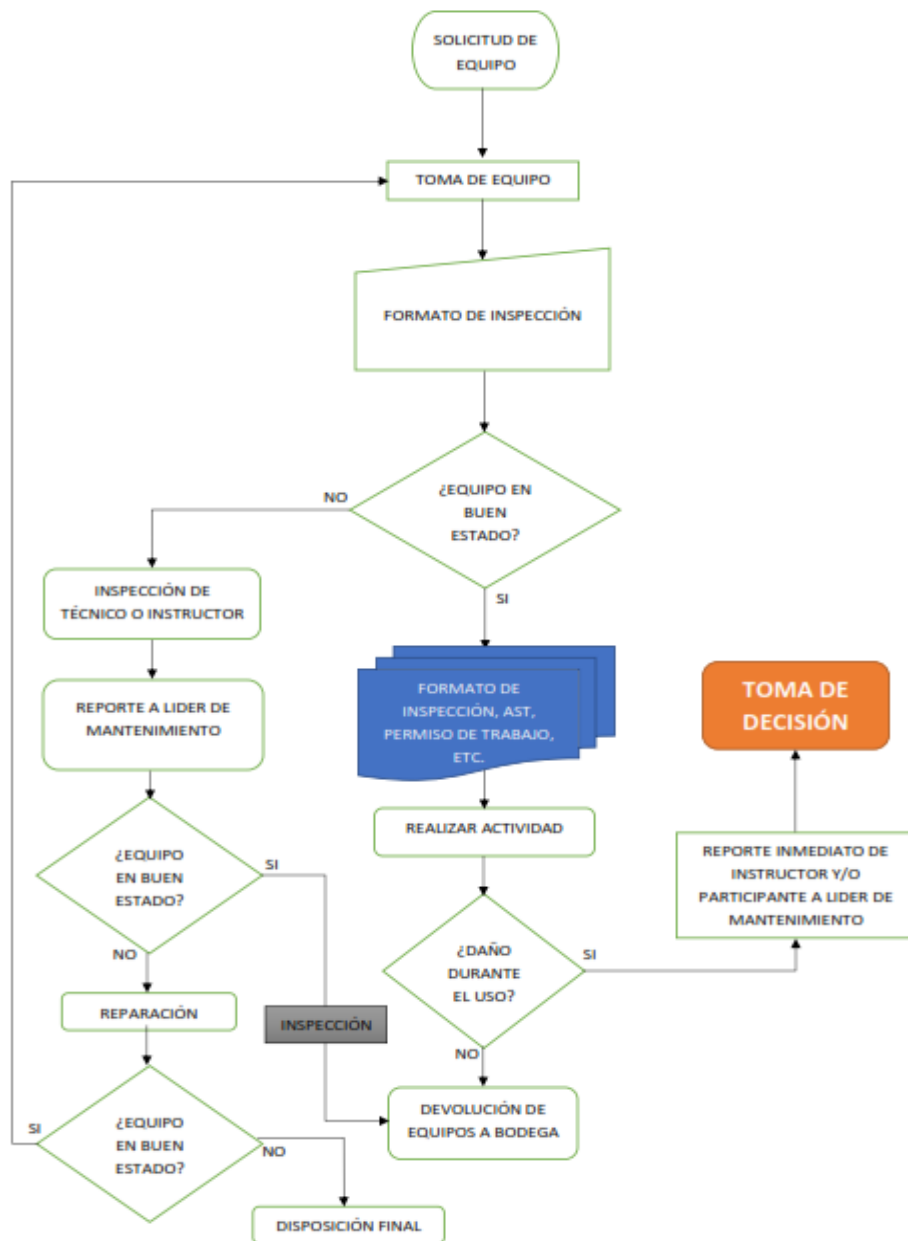 SOLICITUD DE
EQUIPO
TOMA DE EQUIPO
FORMATO DE INSPECCIÓN
¿EQUIPO EN
BUEN
ESTADO?
NO
SI
INSPECCIÓN DE
TÉCNICO O INSTRUCTOR
REPORTE A LIDER DE
MANTENIMIENTO
¿EQUIPO
EN BUEN
ESTADO?
SI
NO
REPARACIÓN
INSPECCIÓN
¿EQUIPO
EN BUEN
ESTADO?
SI
NO
DISPOSICIÓN FINAL
FORMATO DE
INSPECCIÓN, AST,
PERMISO DE TRABAJO,
ETC.
REALIZAR ACTIVIDAD
¿DAÑO
DURANTE
EL USO?
SI
NO
DEVOLUCIÓN DE
EQUIPOS A BODEGA
REPORTE INMEDIATO DE
INSTRUCTOR Y/O
PARTICIPANTE A LIDER DE
MANTENIMIENTO
TOMA DE
DECISIÓN